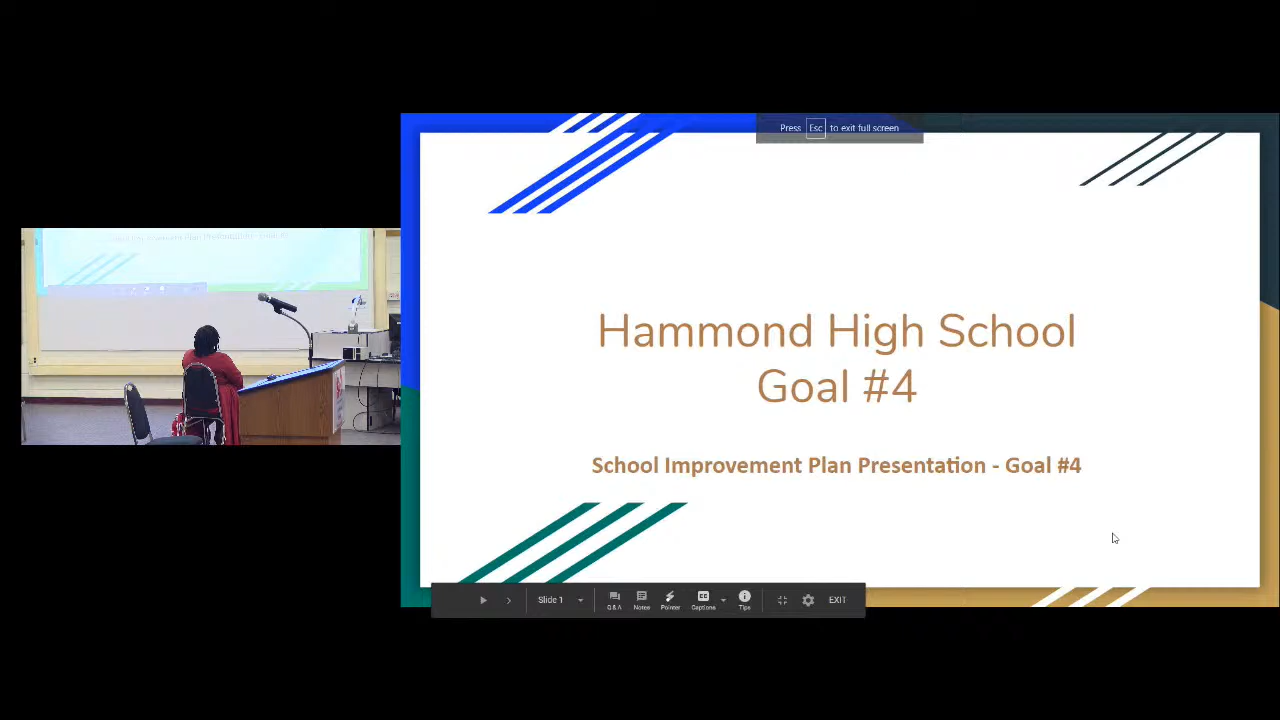 Press Esc to exit full screen
Hammond High School
Goal #4
School Improvement Plan Presentation - Goal #4
Slide 1
Q&A
Notes
Pointer
Captions
Tips
EXIT